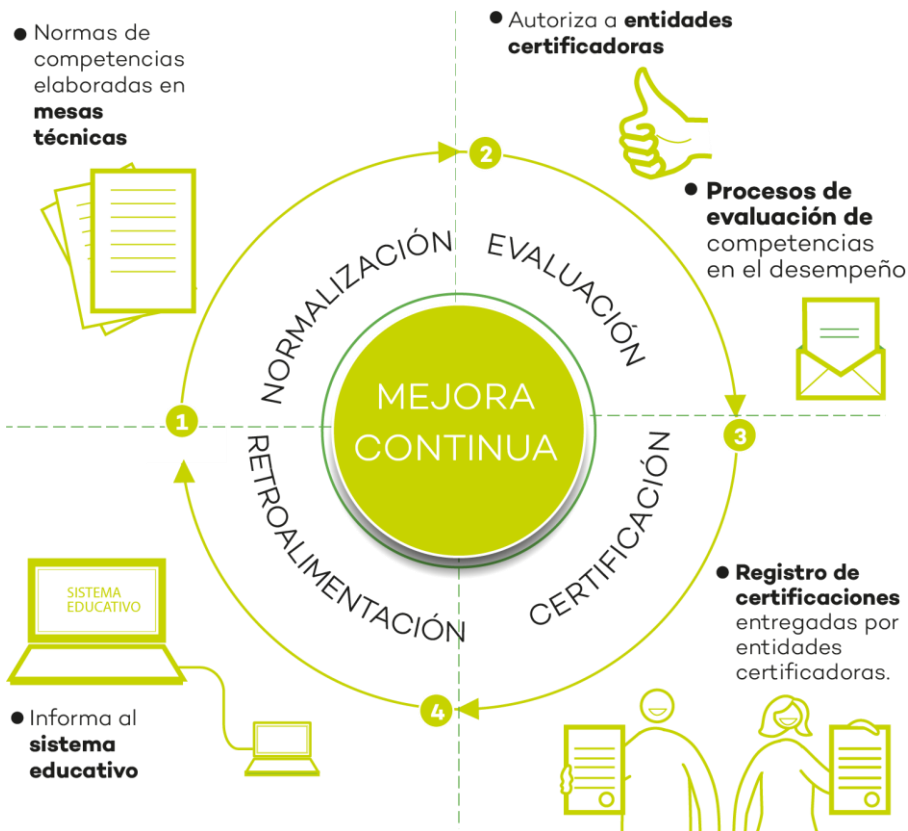 ● Normas de
competencias
elaboradas en
mesas
técnicas
● Autoriza a entidades
certificadoras
2
● Procesos de
evaluación de
competencias
en el desempeño
NORMALIZACIÓN
EVALUACIÓN
MEJORA
CONTINUA
1
3
RETROALIMENTACIÓN
CERTIFICACIÓN
SISTEMA
EDUCATIVO
● Registro de
certificaciones
entregadas por
entidades
certificadoras.
4
● Informa al
sistema
educativo